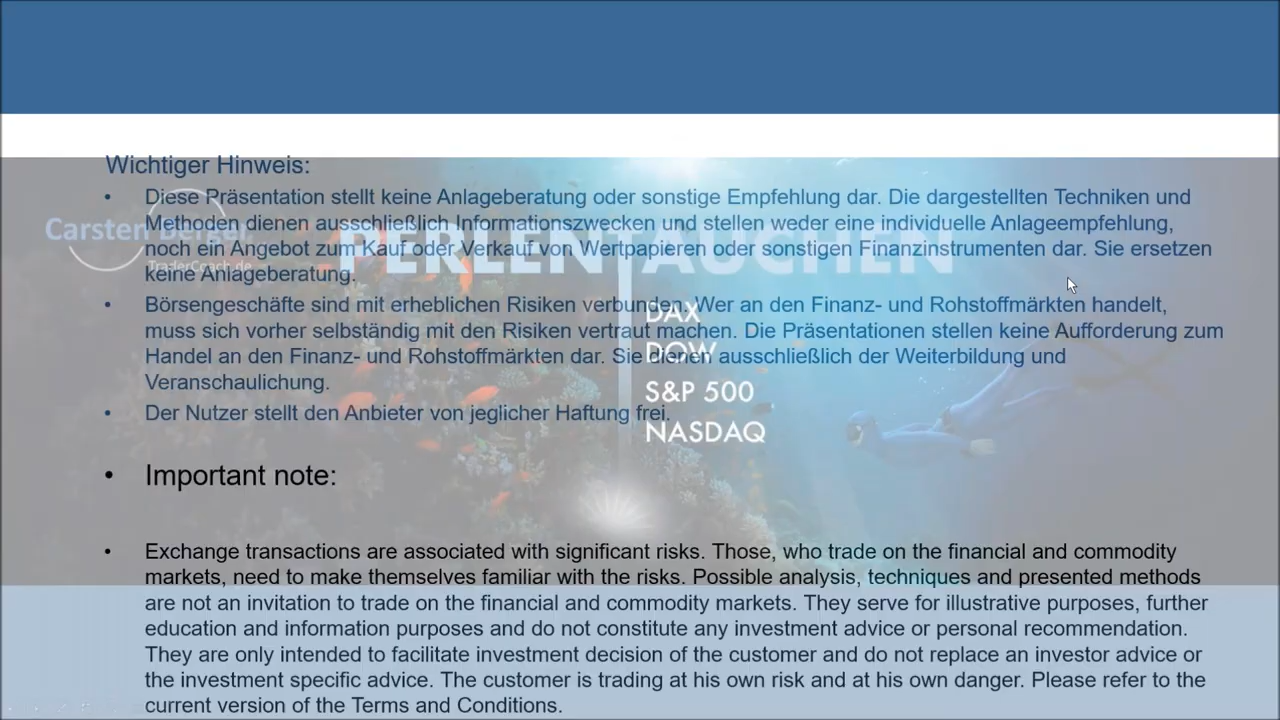 Wichtiger Hinweis:
• Diese Präsentation stellt keine Anlageberatung oder sonstige Empfehlung dar. Die dargestellten Techniken und
Methoden dienen ausschließlich Informationszwecken und stellen weder eine individuelle Anlageempfehlung,
noch ein Angebot zum Kauf oder Verkauf von Wertpapieren oder sonstigen Finanzinstrumenten dar. Sie ersetzen
keine Anlageberatung.
• Börsengeschäfte sind mit erheblichen Risiken verbunden. Wer an den Finanz- und Rohstoffmärkten handelt,
muss sich vorher selbständig mit den Risiken vertraut machen. Die Präsentationen stellen keine Aufforderung zum
Handel an den Finanz- und Rohstoffmärkten dar. Sie dienen ausschließlich der Weiterbildung und
Veranschaulichung.
• Der Nutzer stellt den Anbieter von jeglicher Haftung frei.
Carsten Berger
TraderCoach.de
PERLENTAUCHEN
DAX
DOW
S&P 500
NASDAQ
• Important note:
• Exchange transactions are associated with significant risks. Those, who trade on the financial and commodity
markets, need to make themselves familiar with the risks. Possible analysis, techniques and presented methods
are not an invitation to trade on the financial and commodity markets. They serve for illustrative purposes, further
education and information purposes and do not constitute any investment advice or personal recommendation.
They are only intended to facilitate investment decision of the customer and do not replace an investor advice or
the investment specific advice. The customer is trading at his own risk and at his own danger. Please refer to the
current version of the Terms and Conditions.